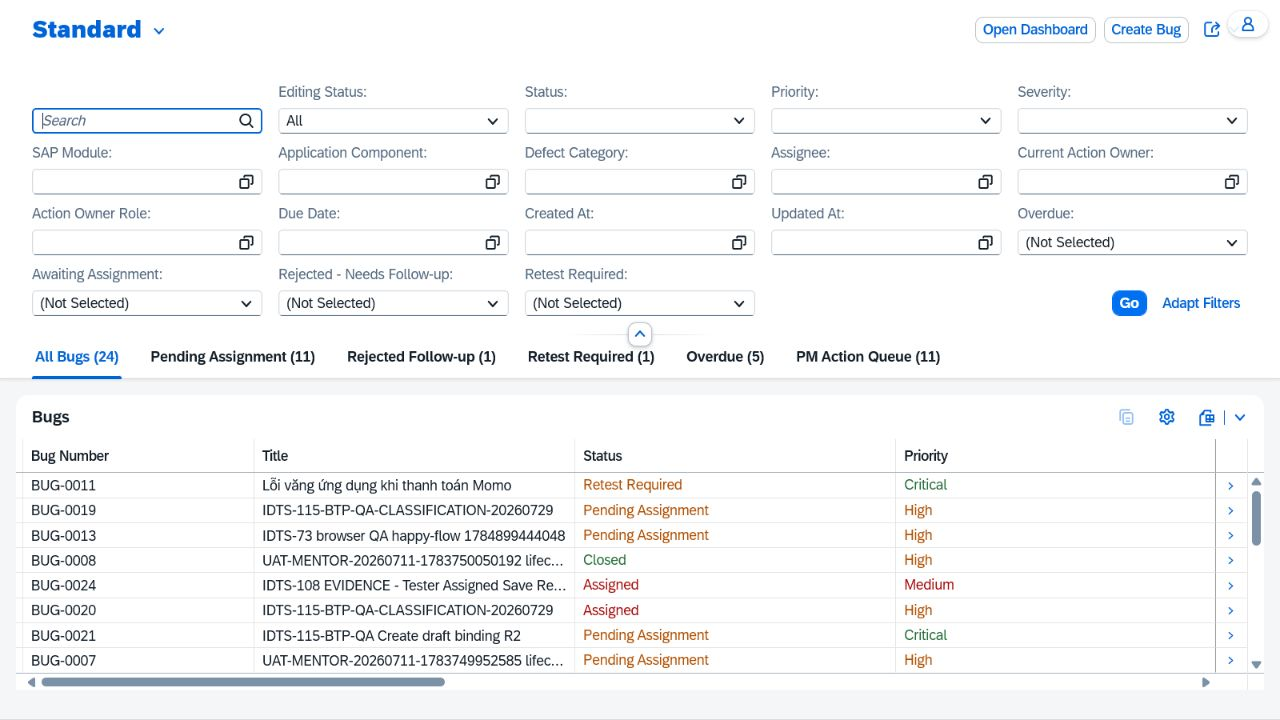 Standard
Open Dashboard
Create Bug
Search
Editing Status:
All
Status:
Priority:
Severity:
SAP Module:
Application Component:
Defect Category:
Assignee:
Current Action Owner:
Action Owner Role:
Due Date:
Created At:
Updated At:
Overdue:
(Not Selected)
Awaiting Assignment:
(Not Selected)
Rejected - Needs Follow-up:
(Not Selected)
Retest Required:
(Not Selected)
Go
Adapt Filters
All Bugs (24)
Pending Assignment (11)
Rejected Follow-up (1)
Retest Required (1)
Overdue (5)
PM Action Queue (11)
Bugs
Bug Number Title Status Priority
BUG-0011 Lỗi văng ứng dụng khi thanh toán Momo Retest Required Critical
BUG-0019 IDTS-115-BTP-QA-CLASSIFICATION-20260729 Pending Assignment High
BUG-0013 IDTS-73 browser QA happy-flow 1784899444048 Pending Assignment High
BUG-0008 UAT-MENTOR-20260711-1783750050192 lifec... Closed High
BUG-0024 IDTS-108 EVIDENCE - Tester Assigned Save Re... Assigned Medium
BUG-0020 IDTS-115-BTP-QA-CLASSIFICATION-20260729 Assigned High
BUG-0021 IDTS-115-BTP-QA Create draft binding R2 Pending Assignment Critical
BUG-0007 UAT-MENTOR-20260711-1783749952585 lifec... Pending Assignment High